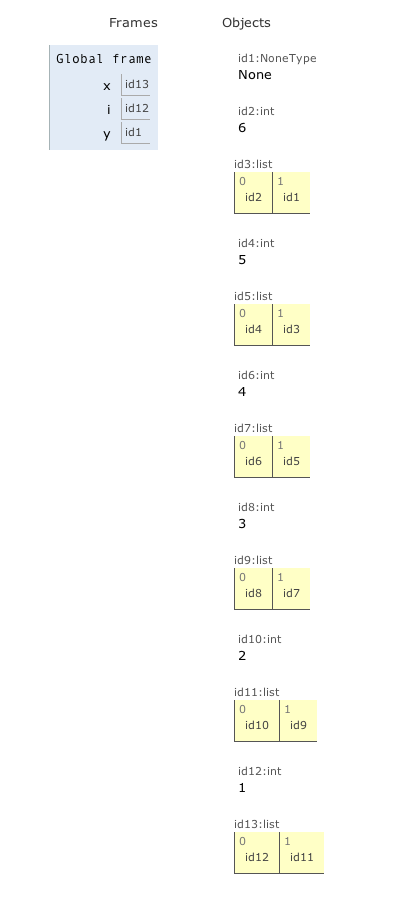 Frames
Objects
Global frame
x id13
i id12
y id1
id1:NoneType
None
id2:int
6
id3:list
0 1
id2 id1
id4:int
5
id5:list
0 1
id4 id3
id6:int
4
id7:list
0 1
id6 id5
id8:int
3
id9:list
0 1
id8 id7
id10:int
2
id11:list
0 1
id10 id9
id12:int
1
id13:list
0 1
id12 id11